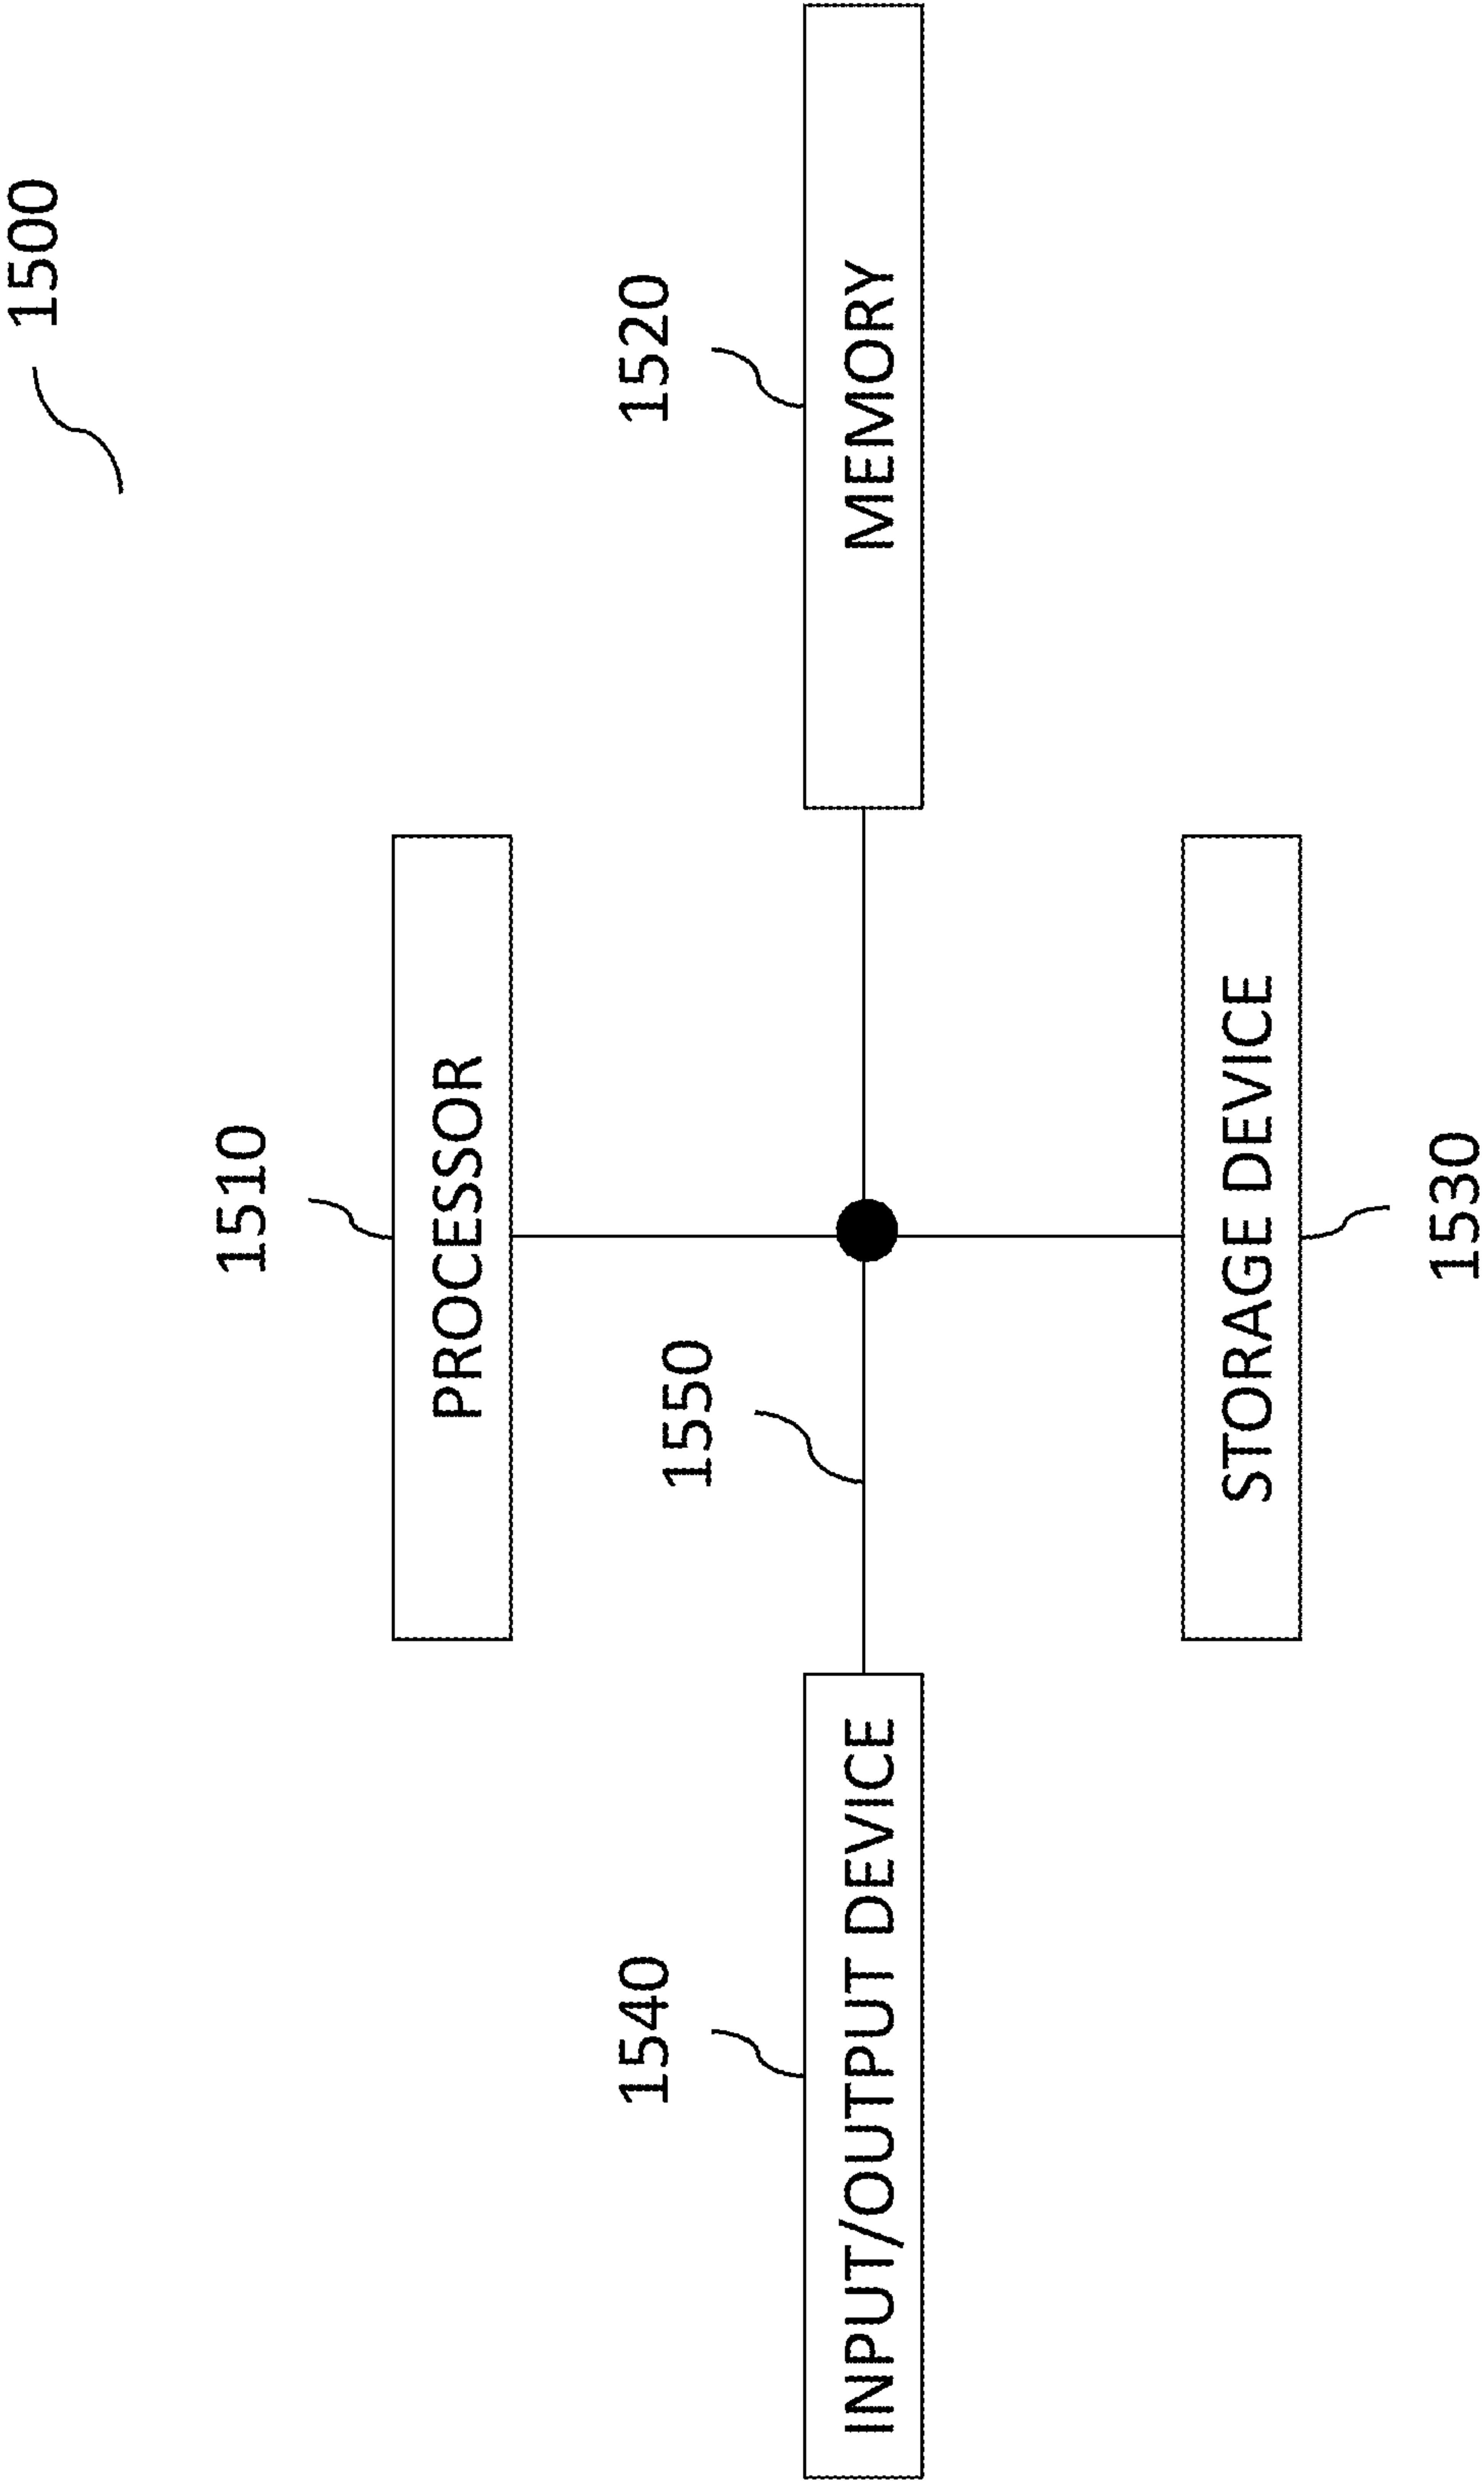 1500
1510
PROCESSOR
1540
1550
1520
INPUT/OUTPUT DEVICE
MEMORY
STORAGE DEVICE
1530